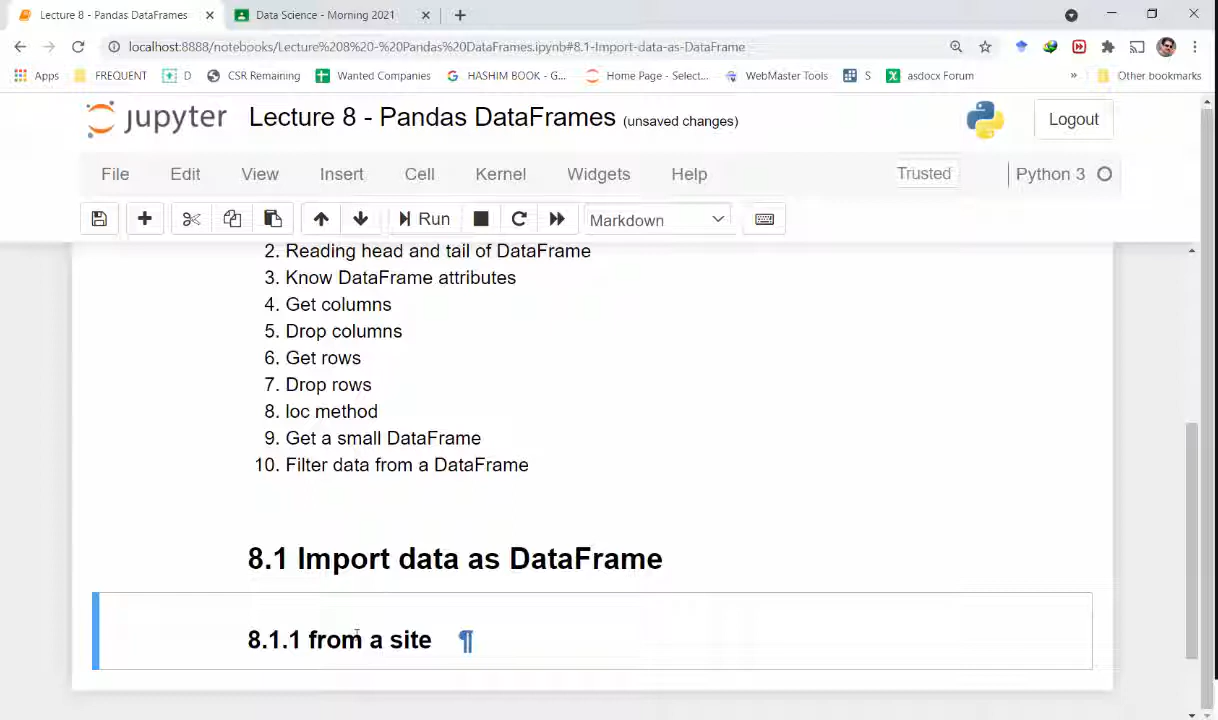 Lecture 8 - Pandas DataFrames
Data Science - Morning 2021
localhost:8888/notebooks/Lecture%208%20-%20Pandas%20DataFrames.ipynb#8.1-Import-data-as-DataFrame
Apps FREQUENT D CSR Remaining Wanted Companies HASHIM BOOK - G... Home Page - Select... WebMaster Tools S asdocx Forum » Other bookmarks
jupyter Lecture 8 - Pandas DataFrames (unsaved changes) Logout
File Edit View Insert Cell Kernel Widgets Help Trusted Python 3
Run Markdown
2. Reading head and tail of DataFrame
3. Know DataFrame attributes
4. Get columns
5. Drop columns
6. Get rows
7. Drop rows
8. loc method
9. Get a small DataFrame
10. Filter data from a DataFrame
8.1 Import data as DataFrame
8.1.1 from a site ¶